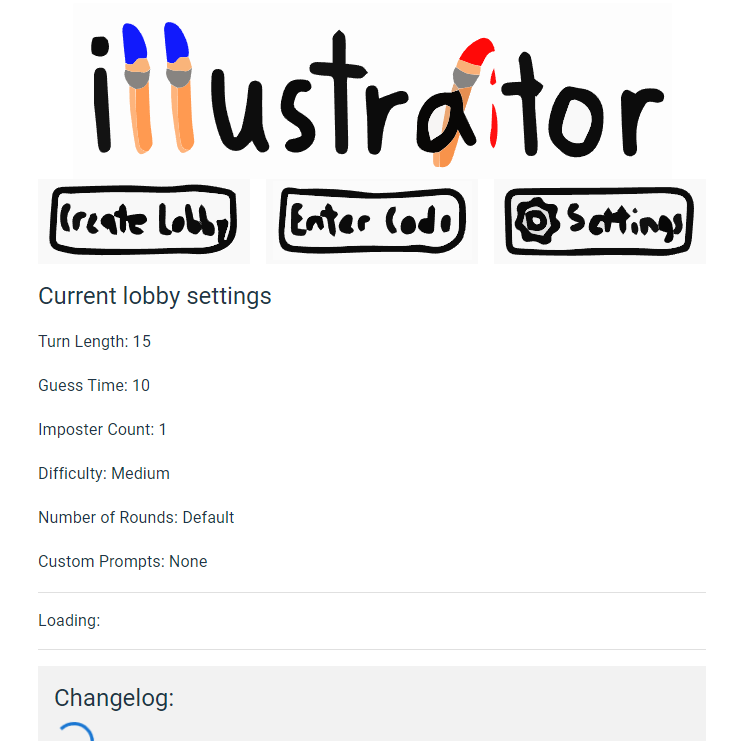 illustraitor
Create Lobby Enter Code Settings
Current lobby settings
Turn Length: 15
Guess Time: 10
Imposter Count: 1
Difficulty: Medium
Number of Rounds: Default
Custom Prompts: None
Loading:
Changelog: